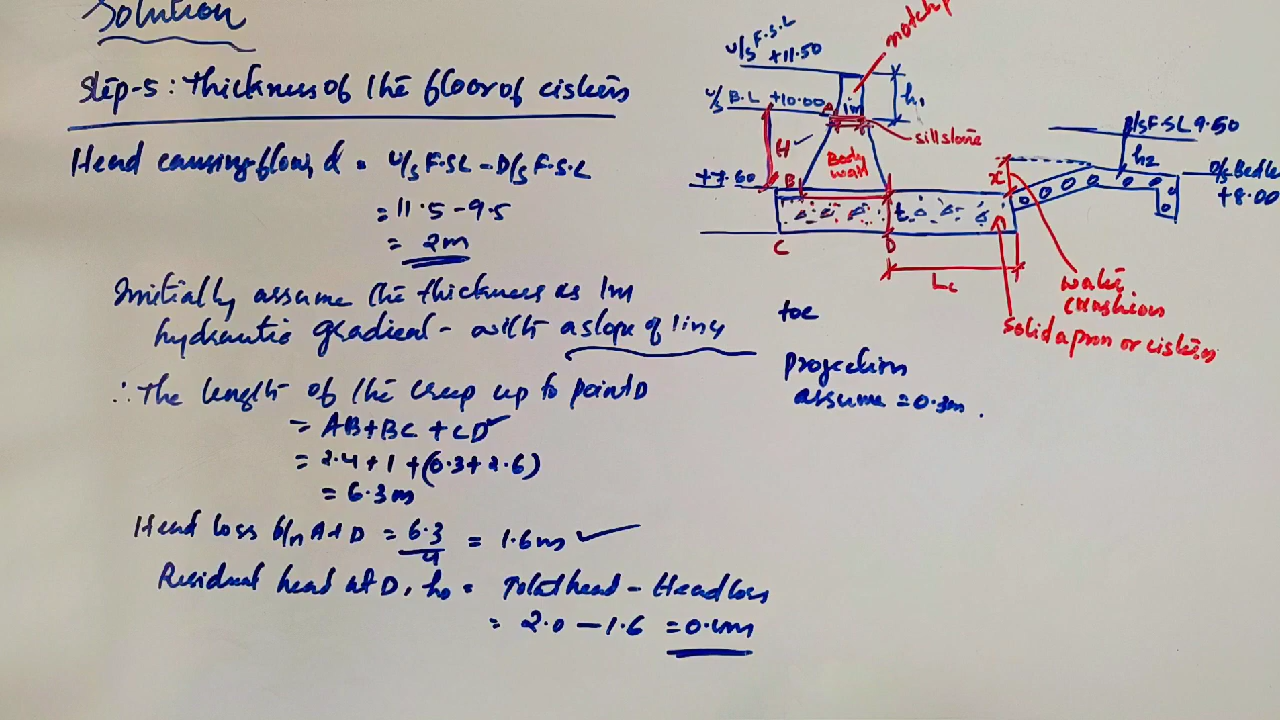 Solution
Step-5: Thickness of the floor of cistern
Head causing flow, d = U/S F.S.L - D/S F.S.L
= 11.5 - 9.5
= 2m
Initially assume the thickness as 1m
hydraulic gradient - with a slope of 1 in 4
∴ The length of the creep up to point D
= AB + BC + CD
= 2.4 + 1 + (0.3 + 2.6)
= 6.3 m
Head loss b/n A & D = 6.3/4 = 1.6m
Residual head at D, ho = Total head - Head loss
= 2.0 - 1.6 = 0.4m
U/S F.S.L
+11.50
U/S B.L +10.00
A
1m
h1
H
sill stone
Body
wall
+7.60
B
C
D
t
Lc
x
D/S F.S.L 9.50
h2
D/S Bed
+8.00
water
cushions
solid apron or cistern
toe
projection
assume = 0.3m.